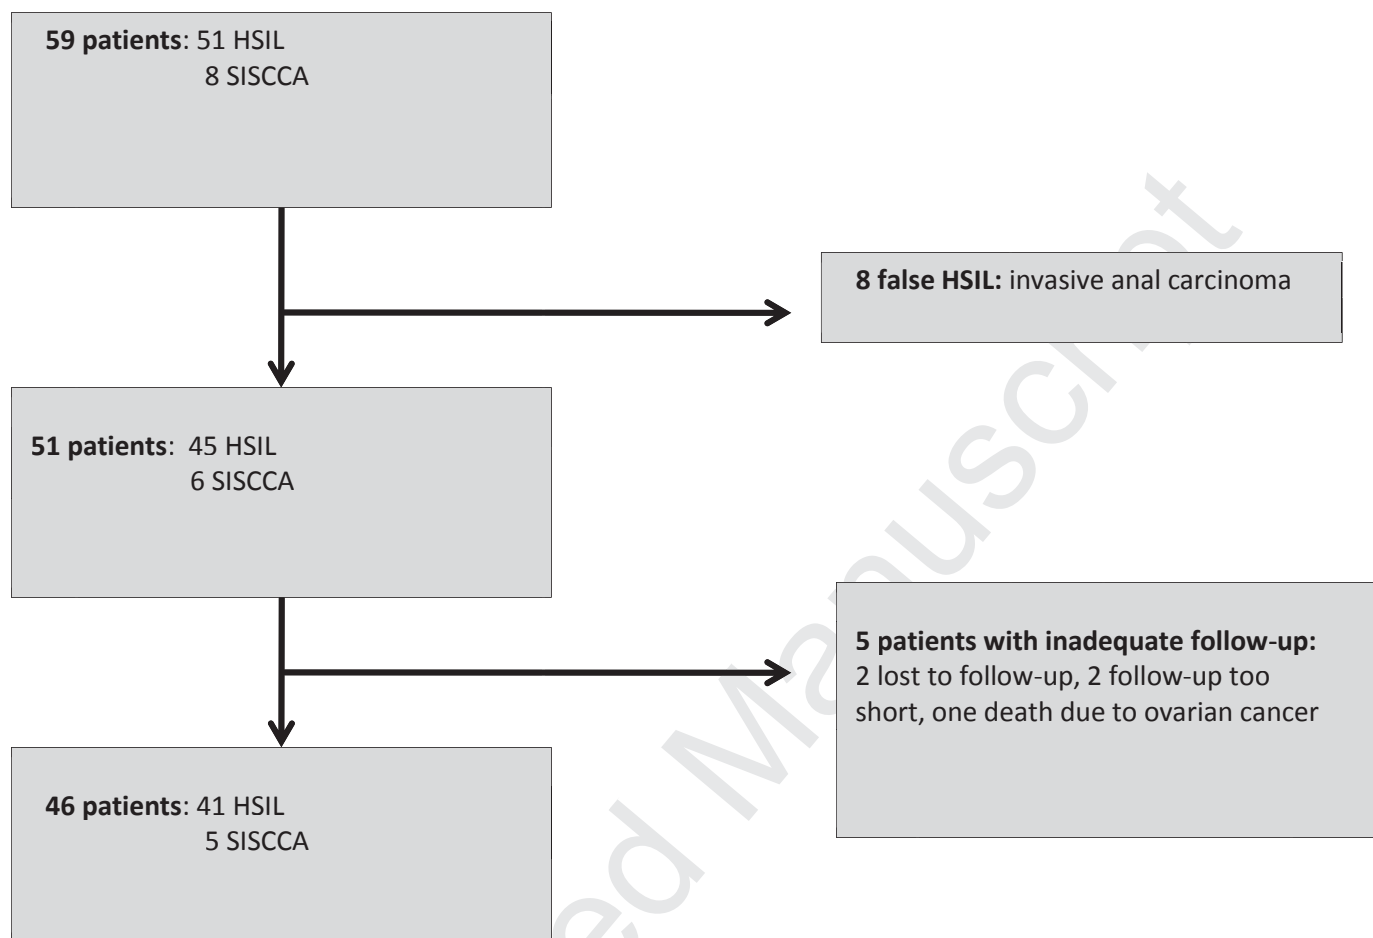 59 patients: 51 HSIL
8 SISCCA
8 false HSIL: invasive anal carcinoma
51 patients: 45 HSIL
6 SISCCA
5 patients with inadequate follow-up:
2 lost to follow-up, 2 follow-up too
short, one death due to ovarian cancer
46 patients: 41 HSIL
5 SISCCA
ed Manuscript